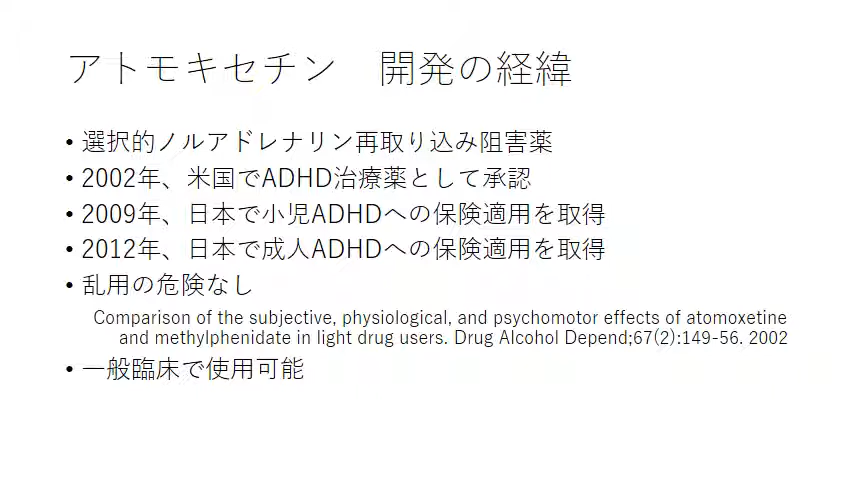 アトモキセチン　開発の経緯
• 選択的ノルアドレナリン再取り込み阻害薬
• 2002年、米国でADHD治療薬として承認
• 2009年、日本で小児ADHDへの保険適用を取得
• 2012年、日本で成人ADHDへの保険適用を取得
• 乱用の危険なし
Comparison of the subjective, physiological, and psychomotor effects of atomoxetine
and methylphenidate in light drug users. Drug Alcohol Depend;67(2):149-56. 2002
• 一般臨床で使用可能